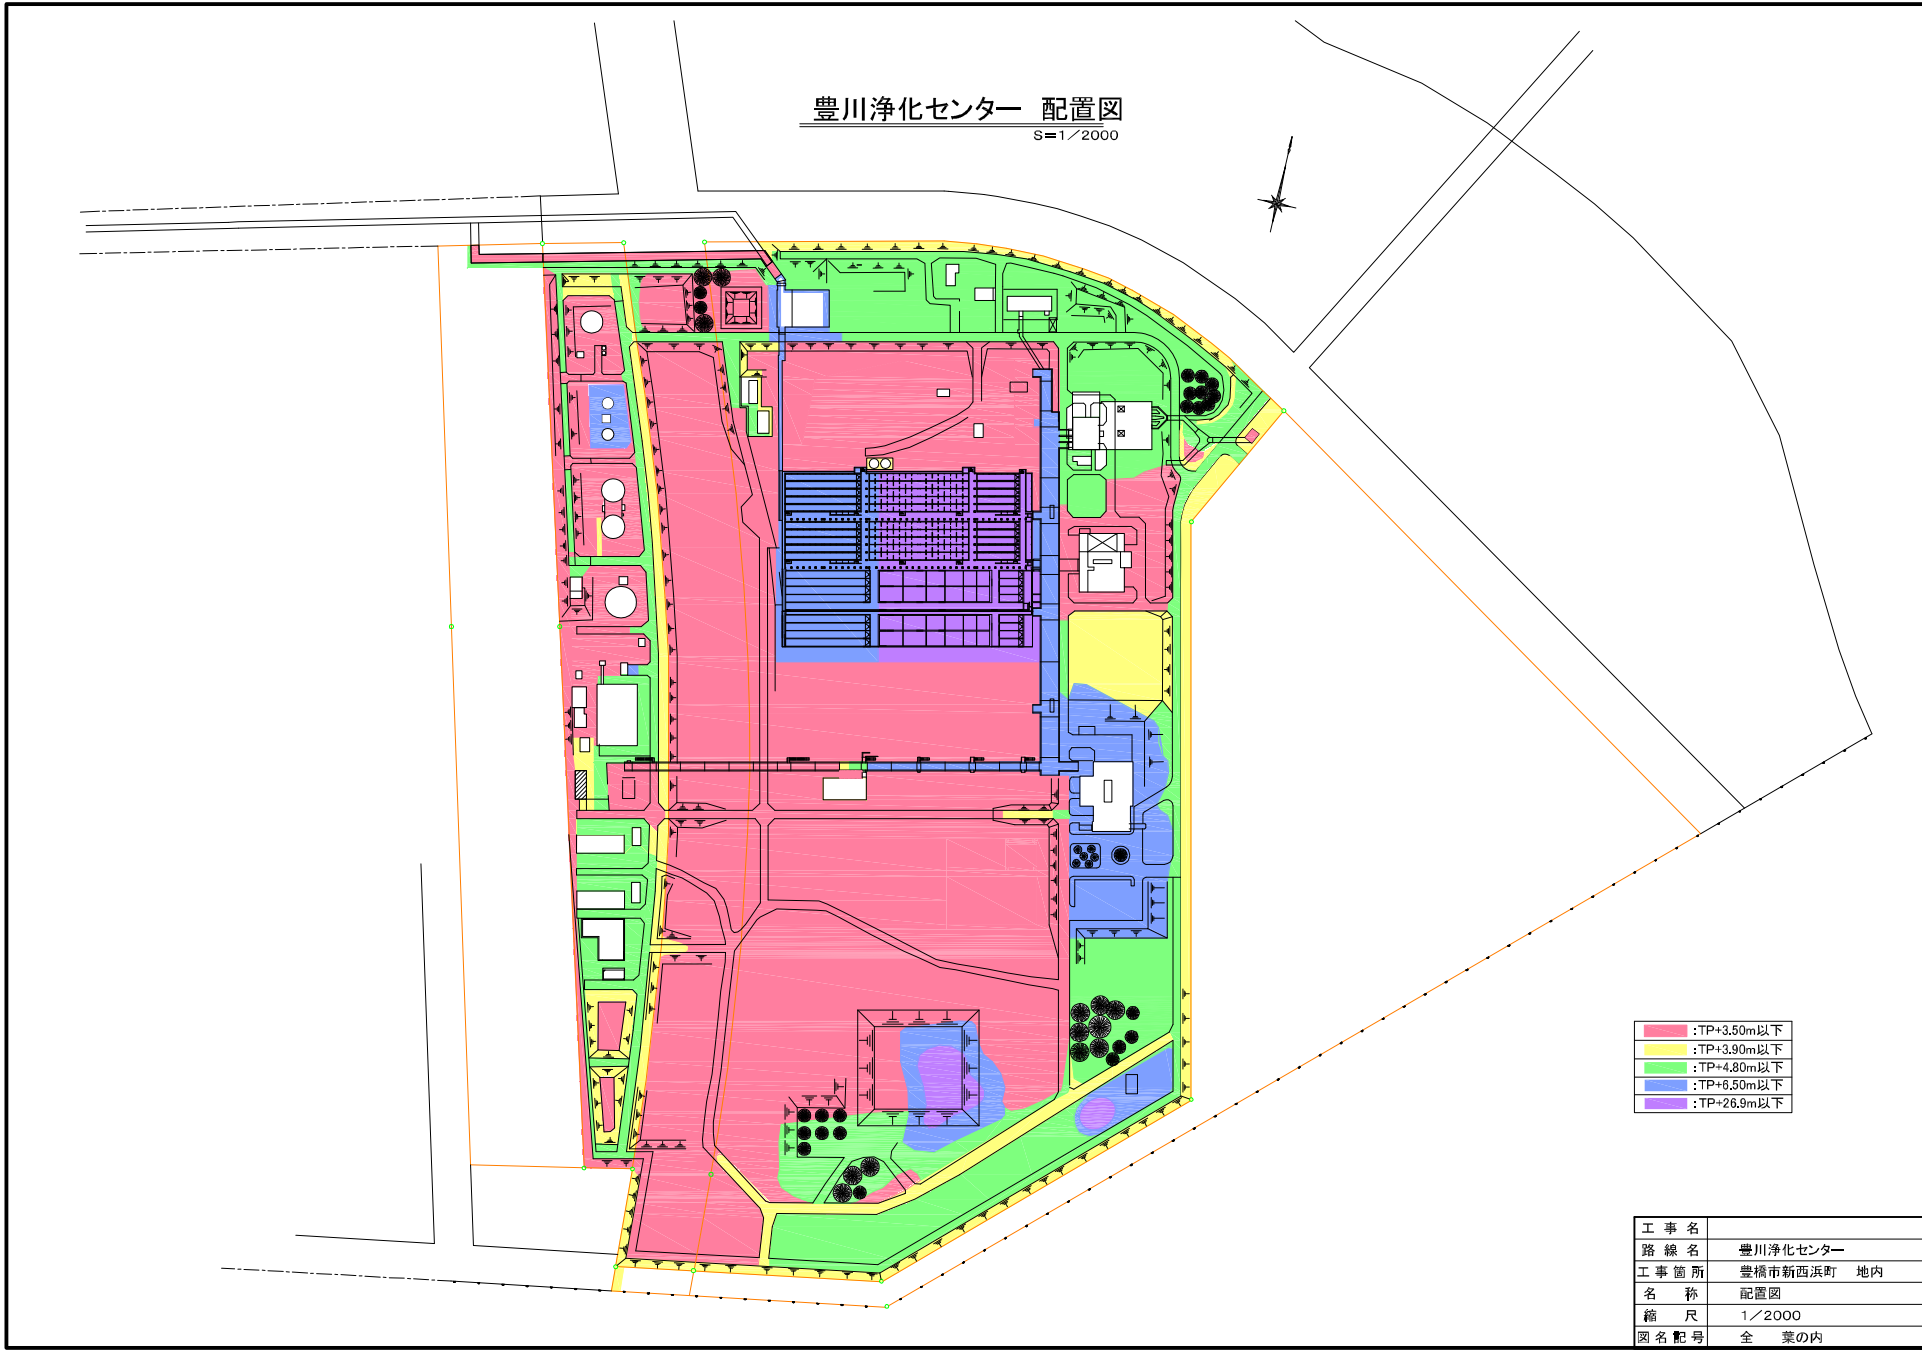 豊川浄化センター 配置図
S=1/2000
:TP+3.50m以下
:TP+3.90m以下
:TP+4.80m以下
:TP+6.50m以下
:TP+26.9m以下
工事名
路線名 豊川浄化センター
工事箇所 豊橋市新西浜町 地内
名称 配置図
縮尺 1/2000
図名記号 全 葉の内